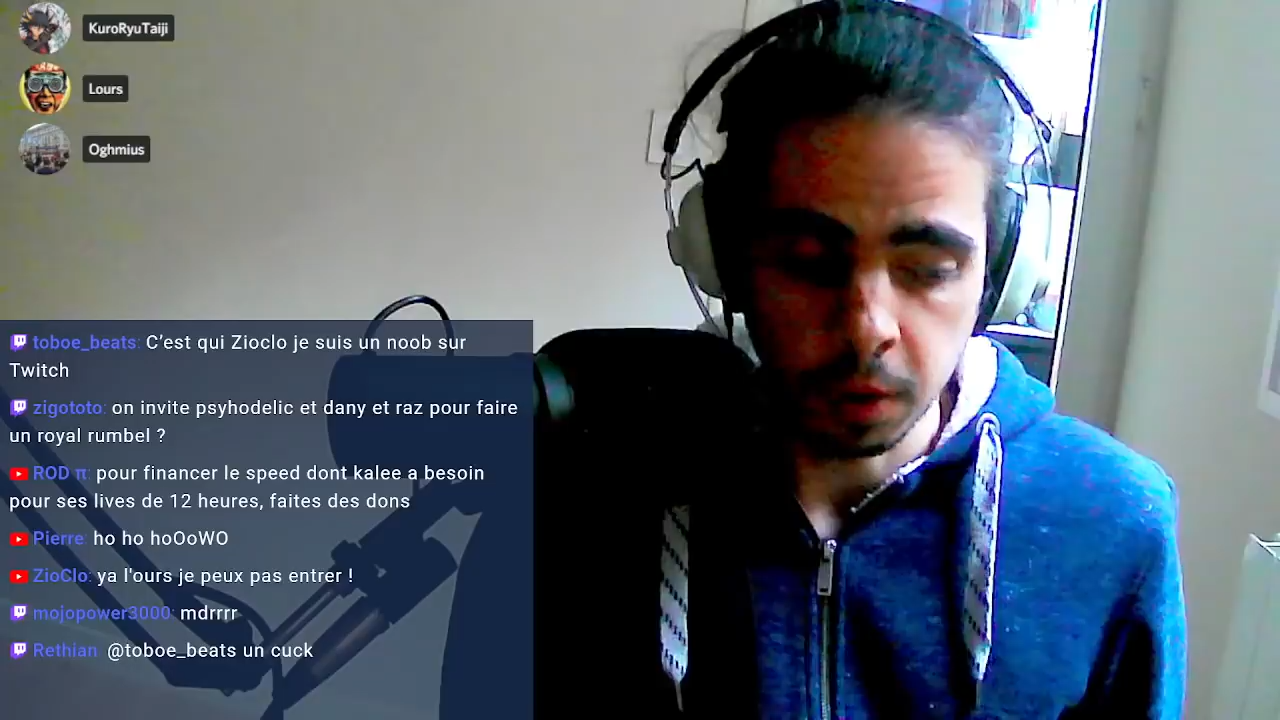 KuroRyuTaiji
Lours
Oghmius
toboe_beats: C'est qui Zioclo je suis un noob sur
Twitch
zigototo: on invite psyhodelic et dany et raz pour faire
un royal rumbel ?
ROD π: pour financer le speed dont kalee a besoin
pour ses lives de 12 heures, faites des dons
Pierre: ho ho hoOoWO
ZioClo: ya l'ours je peux pas entrer !
mojopower3000: mdrrrr
Rethian: @toboe_beats un cuck